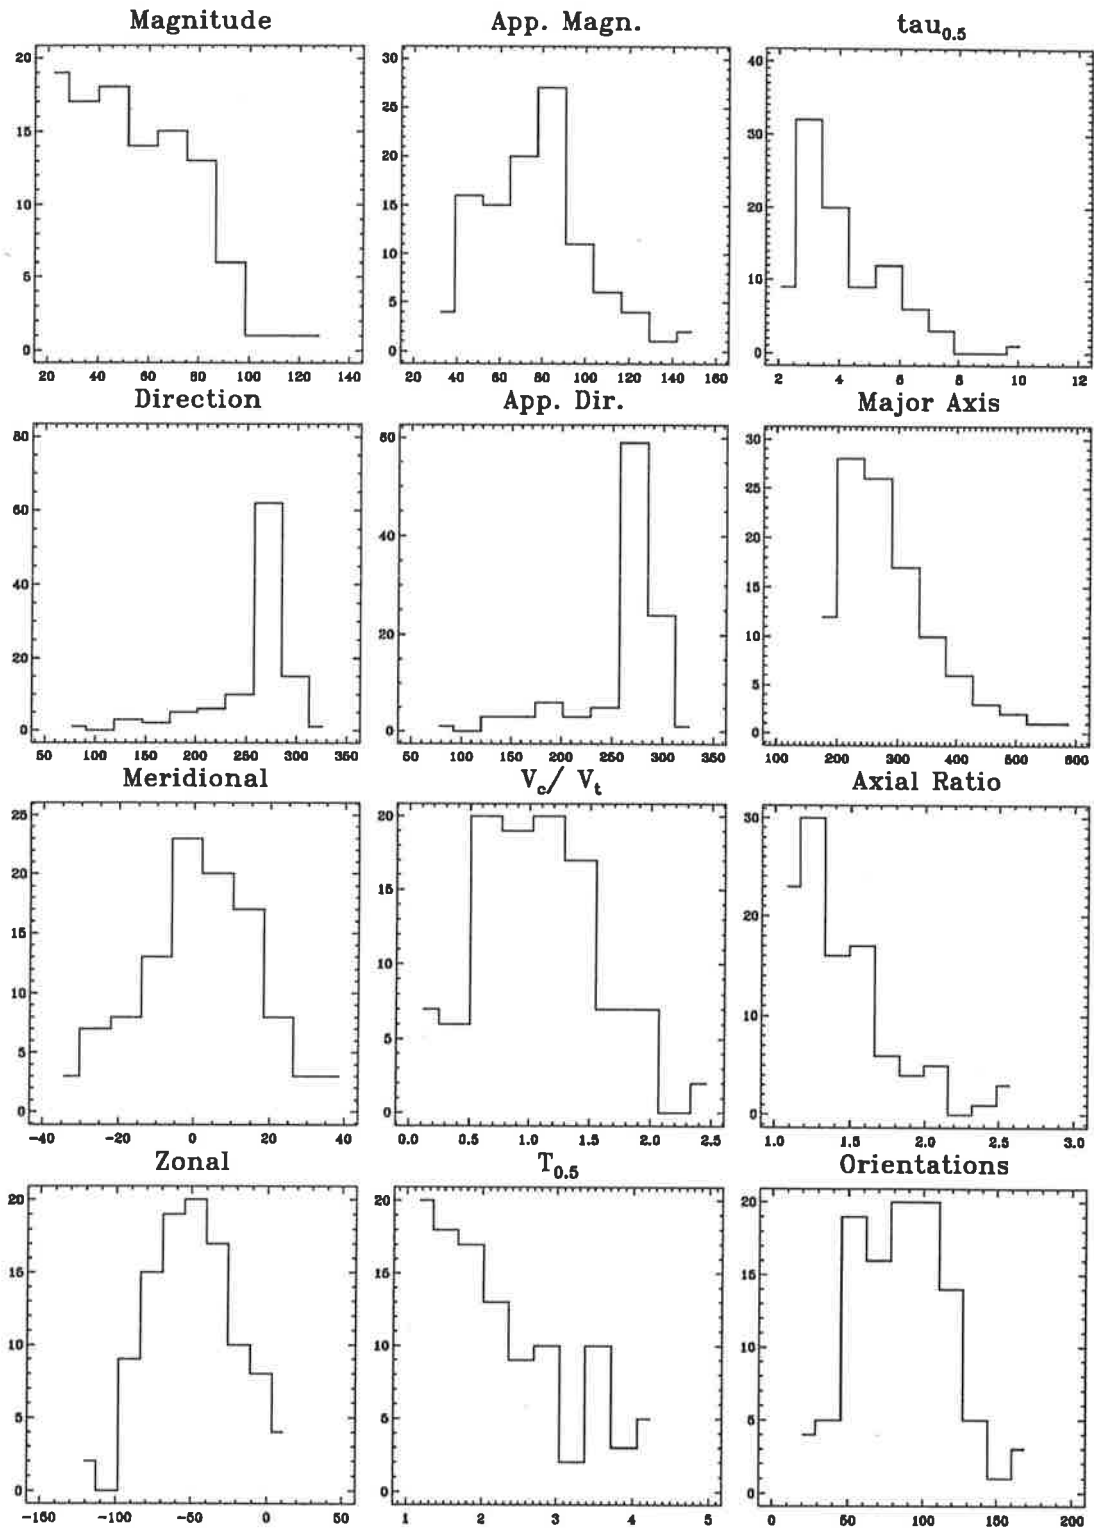 Magnitude App. Magn. tau0.5
20 15 10 5 0
20 40 60 80 100 120 140
30 25 20 15 10 5 0
20 40 60 80 100 120 140 160
40 30 20 10 0
2 4 6 8 10 12
Direction App. Dir. Major Axis
80 60 40 20 0
50 100 150 200 250 300 350
60 40 20 0
50 100 150 200 250 300 350
30 25 20 15 10 5 0
100 200 300 400 500 600
Meridional Vc/ Vt Axial Ratio
25 20 15 10 5 0
-40 -20 0 20 40
20 15 10 5 0
0.0 0.5 1.0 1.5 2.0 2.5
30 20 10 0
1.0 1.5 2.0 2.5 3.0
Zonal T0.5 Orientations
20 15 10 5 0
-150 -100 -50 0 50
20 15 10 5 0
1 2 3 4 5
20 15 10 5 0
0 50 100 150 200